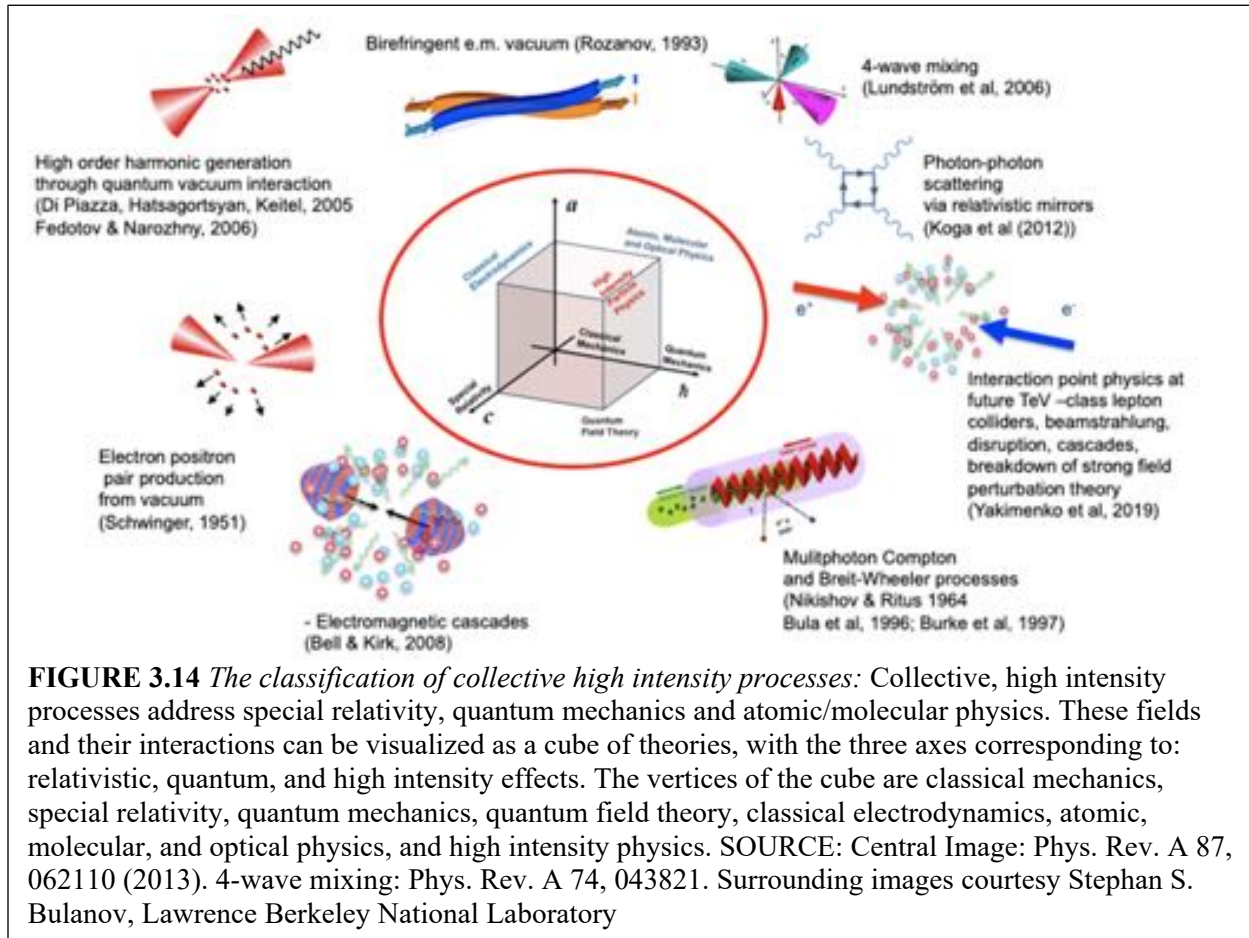 Birefringent e.m. vacuum (Rozanov, 1993)
4-wave mixing
(Lundström et al, 2006)
High order harmonic generation
through quantum vacuum interaction
(Di Piazza, Hatsagortsyan, Keitel, 2005
Fedotov & Narozhny, 2006)
Photon-photon
scattering
via relativistic mirrors
(Koga et al (2012))
a
Classical
Electrodynamics
Atomic, Molecular
and Optical Physics
High
Intensity
Particle
Physics
Classical
Mechanics
Quantum
Mechanics
ħ
Special
Relativity
c
Quantum
Field Theory
e⁺
e⁻
Interaction point physics at
future TeV –class lepton
colliders, beamstrahlung,
disruption, cascades,
breakdown of strong field
perturbation theory
(Yakimenko et al, 2019)
Electron positron
pair production
from vacuum
(Schwinger, 1951)
Mulitphoton Compton
and Breit-Wheeler processes
(Nikishov & Ritus 1964
Bula et al, 1996; Burke et al, 1997)
- Electromagnetic cascades
(Bell & Kirk, 2008)
FIGURE 3.14 The classification of collective high intensity processes: Collective, high intensity
processes address special relativity, quantum mechanics and atomic/molecular physics. These fields
and their interactions can be visualized as a cube of theories, with the three axes corresponding to:
relativistic, quantum, and high intensity effects. The vertices of the cube are classical mechanics,
special relativity, quantum mechanics, quantum field theory, classical electrodynamics, atomic,
molecular, and optical physics, and high intensity physics. SOURCE: Central Image: Phys. Rev. A 87,
062110 (2013). 4-wave mixing: Phys. Rev. A 74, 043821. Surrounding images courtesy Stephan S.
Bulanov, Lawrence Berkeley National Laboratory